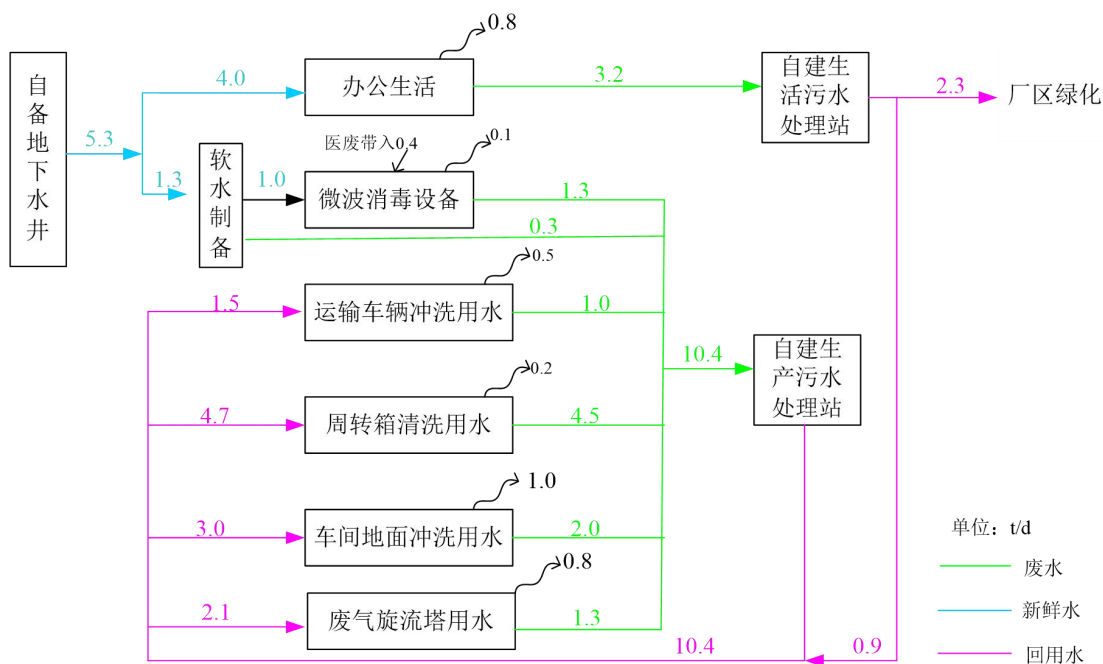 自备地下水井
5.3
4.0
1.3
办公生活
0.8
3.2
自建生
活污水
处理站
2.3
厂区绿化
软水制备
1.0
医废带入0.4
微波消毒设备
0.1
1.3
0.3
1.5
运输车辆冲洗用水
0.5
1.0
4.7
周转箱清洗用水
0.2
4.5
10.4
自建生
产污水
处理站
3.0
车间地面冲洗用水
1.0
2.0
2.1
废气旋流塔用水
0.8
1.3
10.4
0.9
单位：t/d
废水
新鲜水
回用水